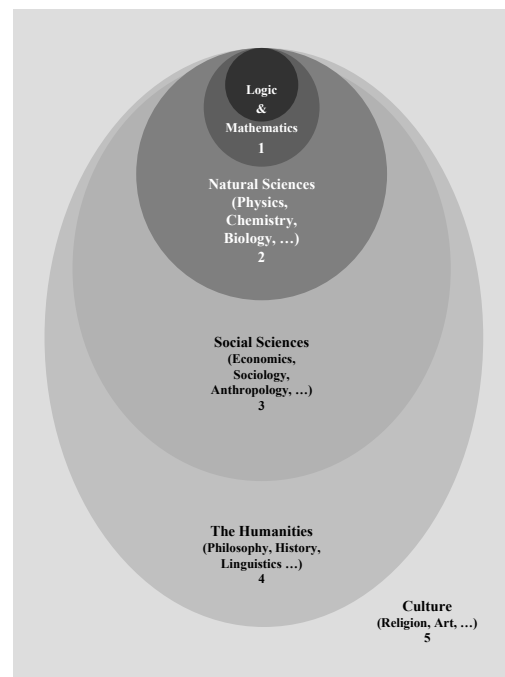 Logic
&
Mathematics
1
Natural Sciences
(Physics,
Chemistry,
Biology, …)
2
Social Sciences
(Economics,
Sociology,
Anthropology, …)
3
The Humanities
(Philosophy, History,
Linguistics …)
4
Culture
(Religion, Art, …)
5